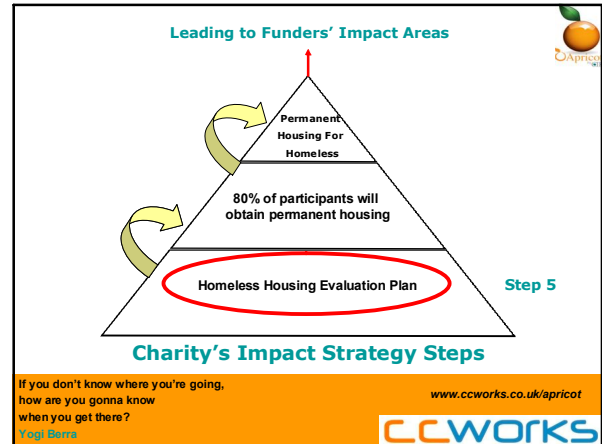 Leading to Funders' Impact Areas
Apricot
Permanent
Housing For
Homeless
80% of participants will
obtain permanent housing
Homeless Housing Evaluation Plan
Step 5
Charity's Impact Strategy Steps
If you don't know where you're going,
how are you gonna know
when you get there?
Yogi Berra
www.ccworks.co.uk/apricot
CCWORKS